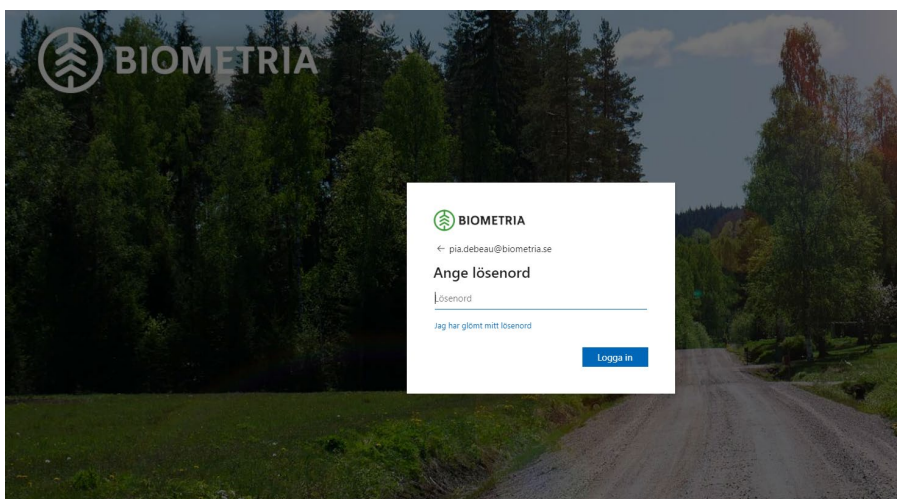 BIOMETRIA
BIOMETRIA
← pia.debeau@biometria.se
Ange lösenord
Lösenord
Jag har glömt mitt lösenord
Logga in